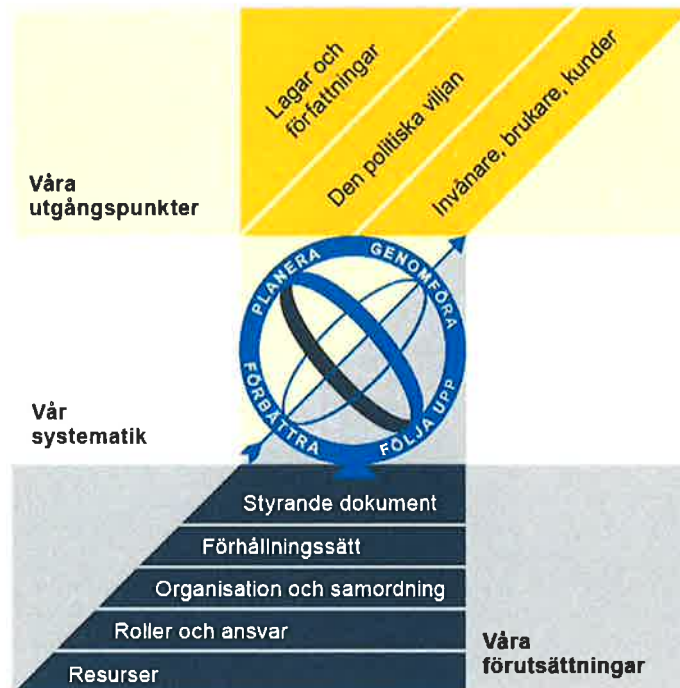 Lagar och
författningar
Den politiska viljan
Invånare, brukare, kunder
Våra
utgångspunkter
PLANERA
GENOMFÖRA
FÖLJA UPP
FÖRBÄTTRA
Vår
systematik
Styrande dokument
Förhållningssätt
Organisation och samordning
Roller och ansvar
Resurser
Våra
förutsättningar